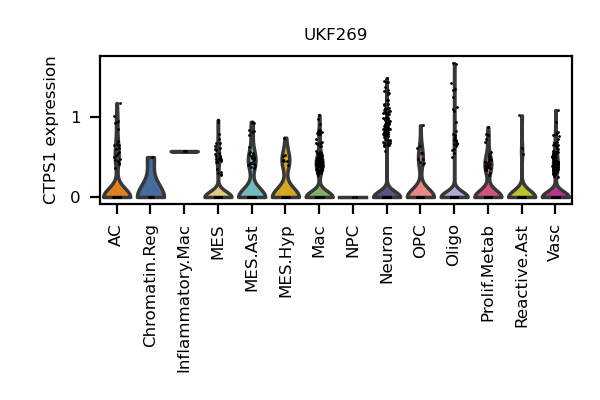 UKF269
CTPS1 expression
1
0
AC
Chromatin.Reg
Inflammatory.Mac
MES
MES.Ast
MES.Hyp
Mac
NPC
Neuron
OPC
Oligo
Prolif.Metab
Reactive.Ast
Vasc